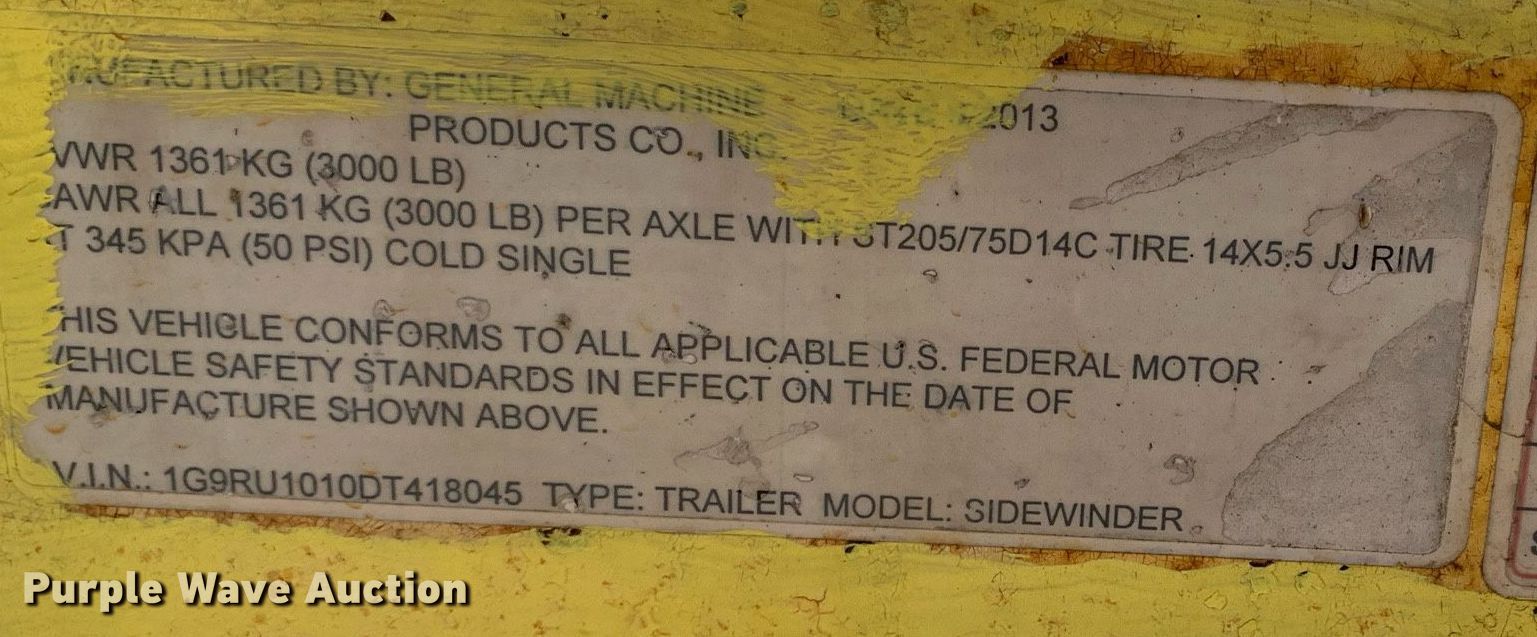 NUFACTURED BY: GENERAL MACHINE 2013
PRODUCTS CO., INC.
VWR 1361 KG (3000 LB)
AWR ALL 1361 KG (3000 LB) PER AXLE WITH ST205/75D14C TIRE 14X5.5 JJ RIM
T 345 KPA (50 PSI) COLD SINGLE
HIS VEHICLE CONFORMS TO ALL APPLICABLE U.S. FEDERAL MOTOR
VEHICLE SAFETY STANDARDS IN EFFECT ON THE DATE OF
MANUFACTURE SHOWN ABOVE.
V.I.N.: 1G9RU1010DT418045 TYPE: TRAILER MODEL: SIDEWINDER
Purple Wave Auction